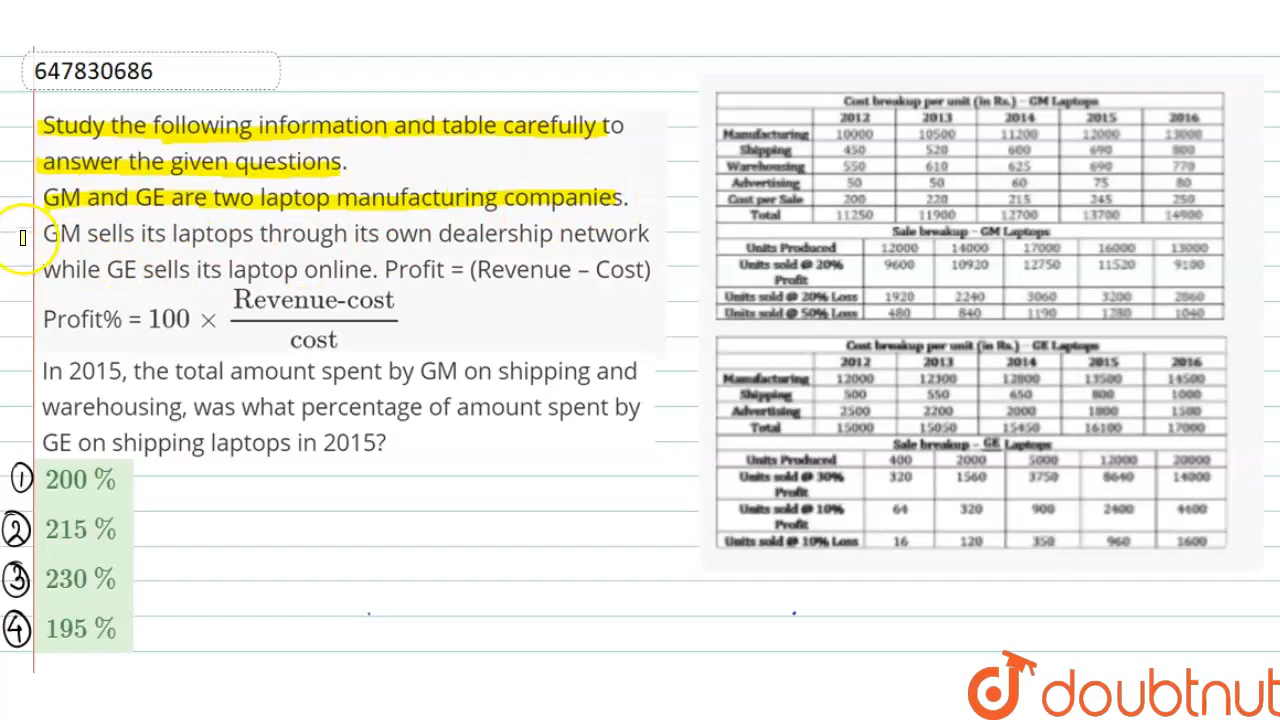 647830686
Study the following information and table carefully to
answer the given questions.
GM and GE are two laptop manufacturing companies.
GM sells its laptops through its own dealership network
while GE sells its laptop online. Profit = (Revenue – Cost)
Profit% = 100 × Revenue-cost / cost
In 2015, the total amount spent by GM on shipping and
warehousing, was what percentage of amount spent by
GE on shipping laptops in 2015?
① 200 %
② 215 %
③ 230 %
④ 195 %
Cost breakup per unit (in Rs.) – GM Laptops
2012 2013 2014 2015 2016
Manufacturing 10000 10500 11200 12000 13000
Shipping 450 520 600 690 800
Warehousing 550 610 625 690 770
Advertising 50 50 60 75 80
Cost per Sale 200 220 215 245 250
Total 11250 11900 12700 13700 14900
Sale breakup – GM Laptops
Units Produced 12000 14000 17000 16000 13000
Units sold @ 20% 9600 10920 12750 11520 9100
Profit
Units sold @ 20% Loss 1920 2240 3060 3200 2860
Units sold @ 50% Loss 480 840 1190 1280 1040
Cost breakup per unit (in Rs.) – GE Laptops
2012 2013 2014 2015 2016
Manufacturing 12000 12300 12800 13500 14500
Shipping 500 550 650 800 1000
Advertising 2500 2200 2000 1800 1500
Total 15000 15050 15450 16100 17000
Sale breakup – GE Laptops
Units Produced 400 2000 5000 12000 20000
Units sold @ 30% 320 1560 3750 8640 14000
Profit
Units sold @ 10% 64 320 900 2400 4400
Profit
Units sold @ 10% Loss 16 120 350 960 1600
doubtnut